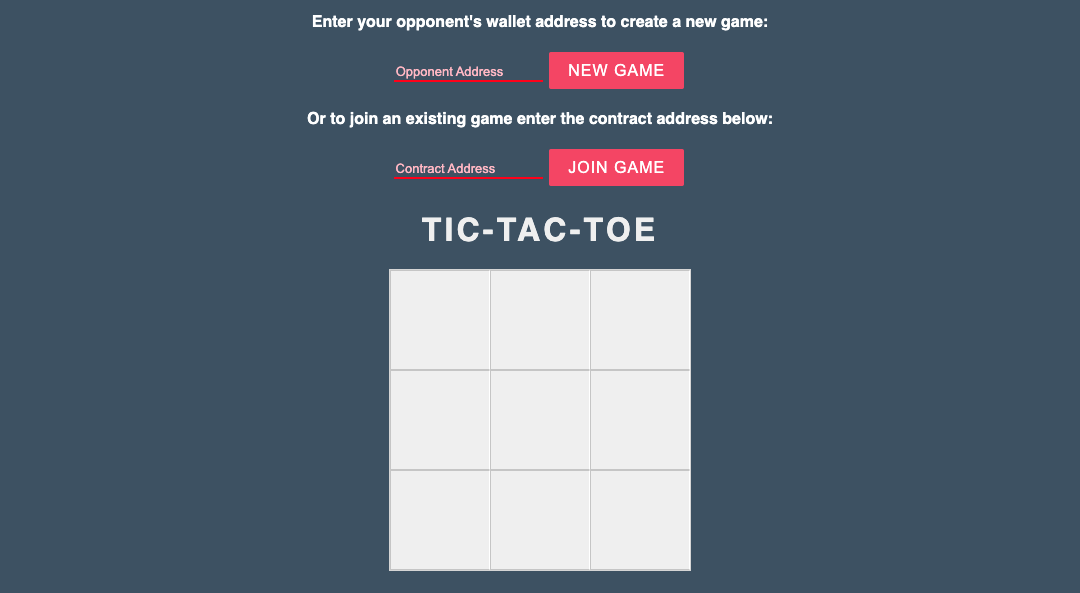 Enter your opponent's wallet address to create a new game:
Opponent Address NEW GAME
Or to join an existing game enter the contract address below:
Contract Address JOIN GAME
TIC-TAC-TOE